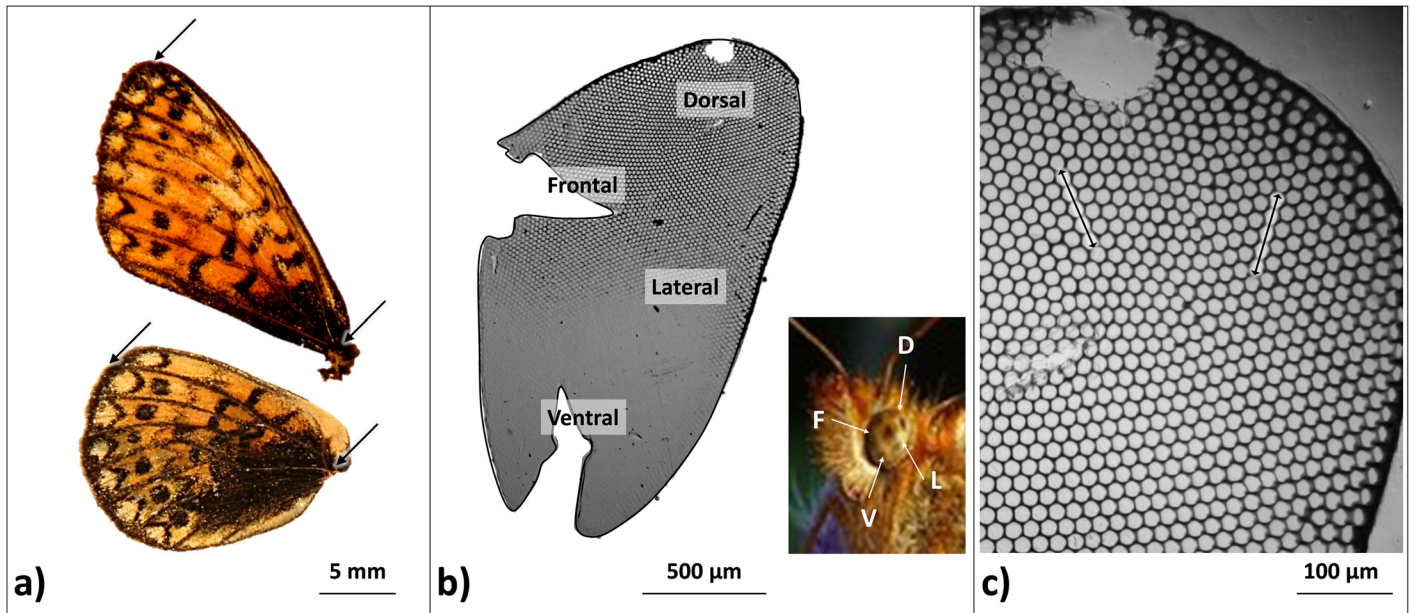 a)
5 mm
b)
Dorsal
Frontal
Lateral
Ventral
D
F
L
V
500 µm
c)
100 µm